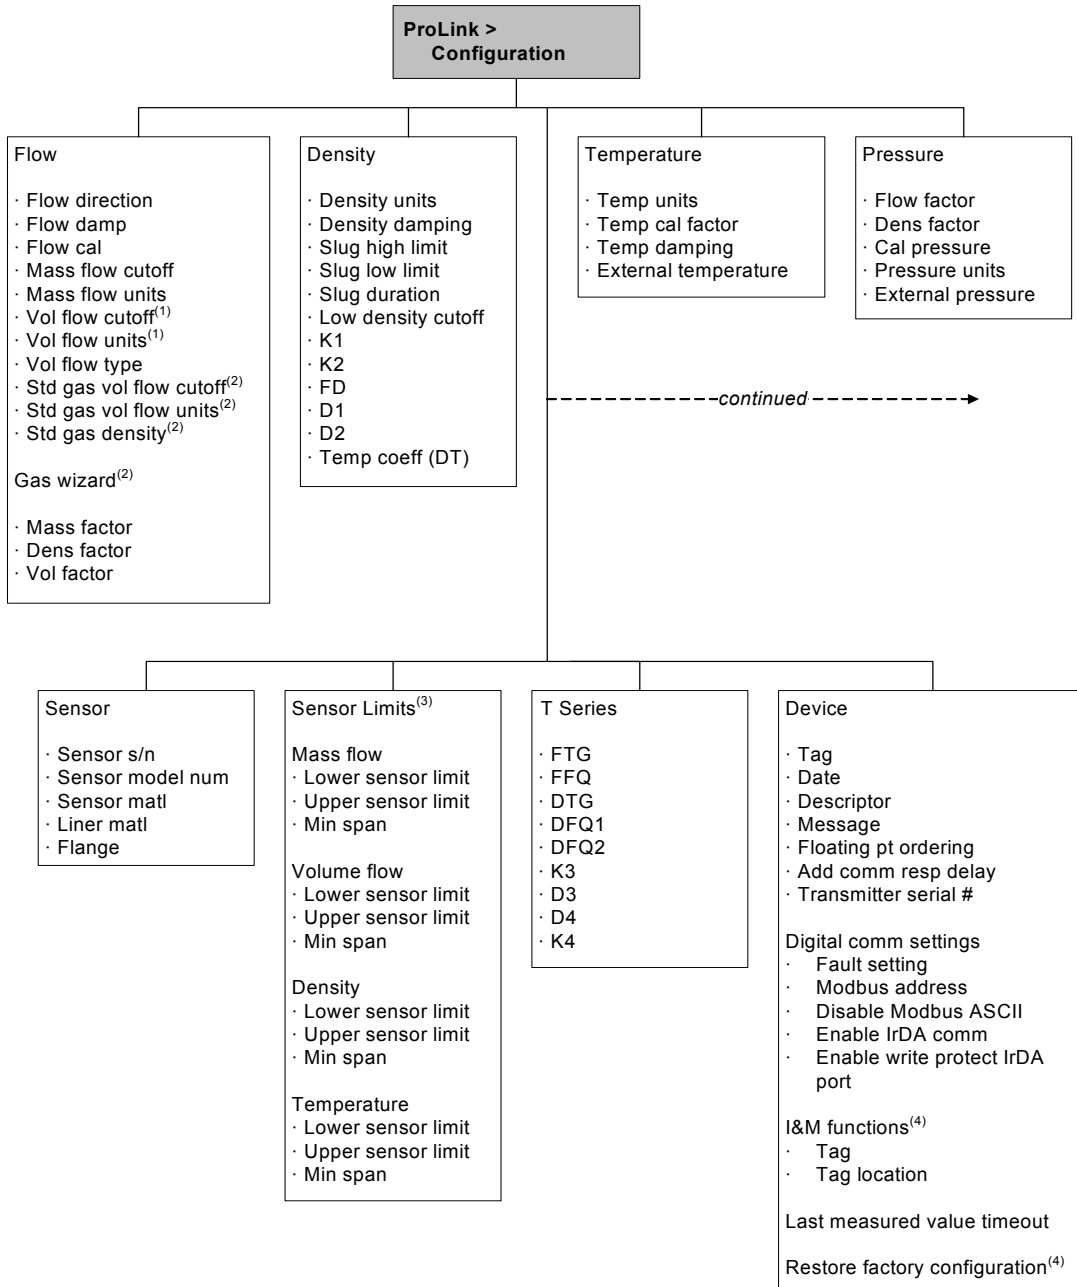 ProLink >
Configuration
Flow
· Flow direction
· Flow damp
· Flow cal
· Mass flow cutoff
· Mass flow units
· Vol flow cutoff(1)
· Vol flow units(1)
· Vol flow type
· Std gas vol flow cutoff(2)
· Std gas vol flow units(2)
· Std gas density(2)
Gas wizard(2)
· Mass factor
· Dens factor
· Vol factor
Density
· Density units
· Density damping
· Slug high limit
· Slug low limit
· Slug duration
· Low density cutoff
· K1
· K2
· FD
· D1
· D2
· Temp coeff (DT)
Temperature
· Temp units
· Temp cal factor
· Temp damping
· External temperature
Pressure
· Flow factor
· Dens factor
· Cal pressure
· Pressure units
· External pressure
continued
Sensor
· Sensor s/n
· Sensor model num
· Sensor matl
· Liner matl
· Flange
Sensor Limits(3)
Mass flow
· Lower sensor limit
· Upper sensor limit
· Min span
Volume flow
· Lower sensor limit
· Upper sensor limit
· Min span
Density
· Lower sensor limit
· Upper sensor limit
· Min span
Temperature
· Lower sensor limit
· Upper sensor limit
· Min span
T Series
· FTG
· FFQ
· DTG
· DFQ1
· DFQ2
· K3
· D3
· D4
· K4
Device
· Tag
· Date
· Descriptor
· Message
· Floating pt ordering
· Add comm resp delay
· Transmitter serial #
Digital comm settings
· Fault setting
· Modbus address
· Disable Modbus ASCII
· Enable IrDA comm
· Enable write protect IrDA
port
I&M functions(4)
· Tag
· Tag location
Last measured value timeout
Restore factory configuration(4)